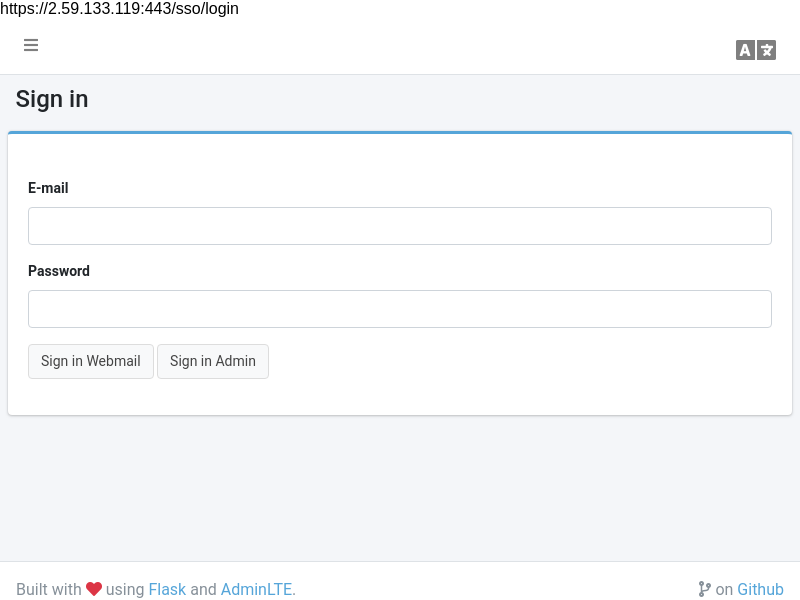 https://2.59.133.119:443/sso/login
Sign in
E-mail
Password
Sign in Webmail Sign in Admin
Built with using Flask and AdminLTE. on Github